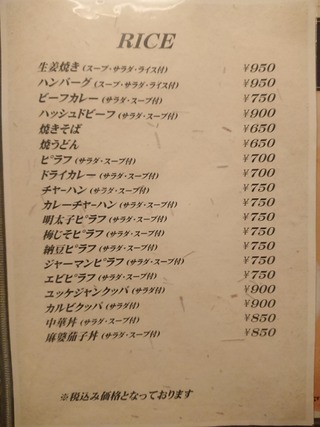 RICE
生姜焼き (スープ・サラダ・ライス付) ¥950
ハンバーグ (スープ・サラダ・ライス付) ¥950
ビーフカレー (サラダ・スープ付) ¥750
ハッシュドビーフ (サラダ・スープ付) ¥900
焼きそば ¥650
焼うどん ¥650
ピラフ (サラダ・スープ付) ¥700
ドライカレー (サラダ・スープ付) ¥700
チャーハン (サラダ・スープ付) ¥750
カレーチャーハン (サラダ・スープ付) ¥750
明太子ピラフ (サラダ・スープ付) ¥750
梅じそピラフ (サラダ・スープ付) ¥750
納豆ピラフ (サラダ・スープ付) ¥750
ジャーマンピラフ (サラダ・スープ付) ¥750
エビピラフ (サラダ・スープ付) ¥750
ユッケジャンクッパ (サラダ付) ¥900
カルビクッパ (サラダ付) ¥900
中華丼 (サラダ・スープ付) ¥850
麻婆茄子丼 (サラダ・スープ付) ¥850
※税込み価格となっております